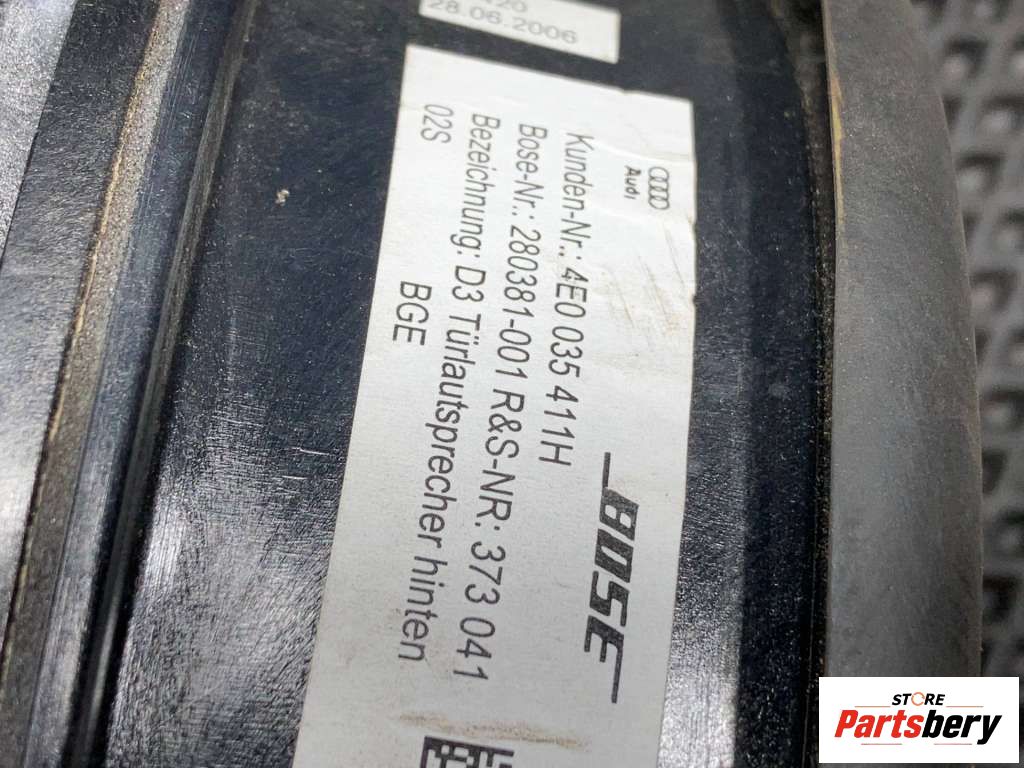 28.06.2006
Audi
BOSE
Kunden-Nr.: 4E0 035 411H
Bose-Nr.: 280381-001 R&S-NR: 373 041
02S
Bezeichnung: D3 Türlautsprecher hinten
BGE
STORE
Partsbery